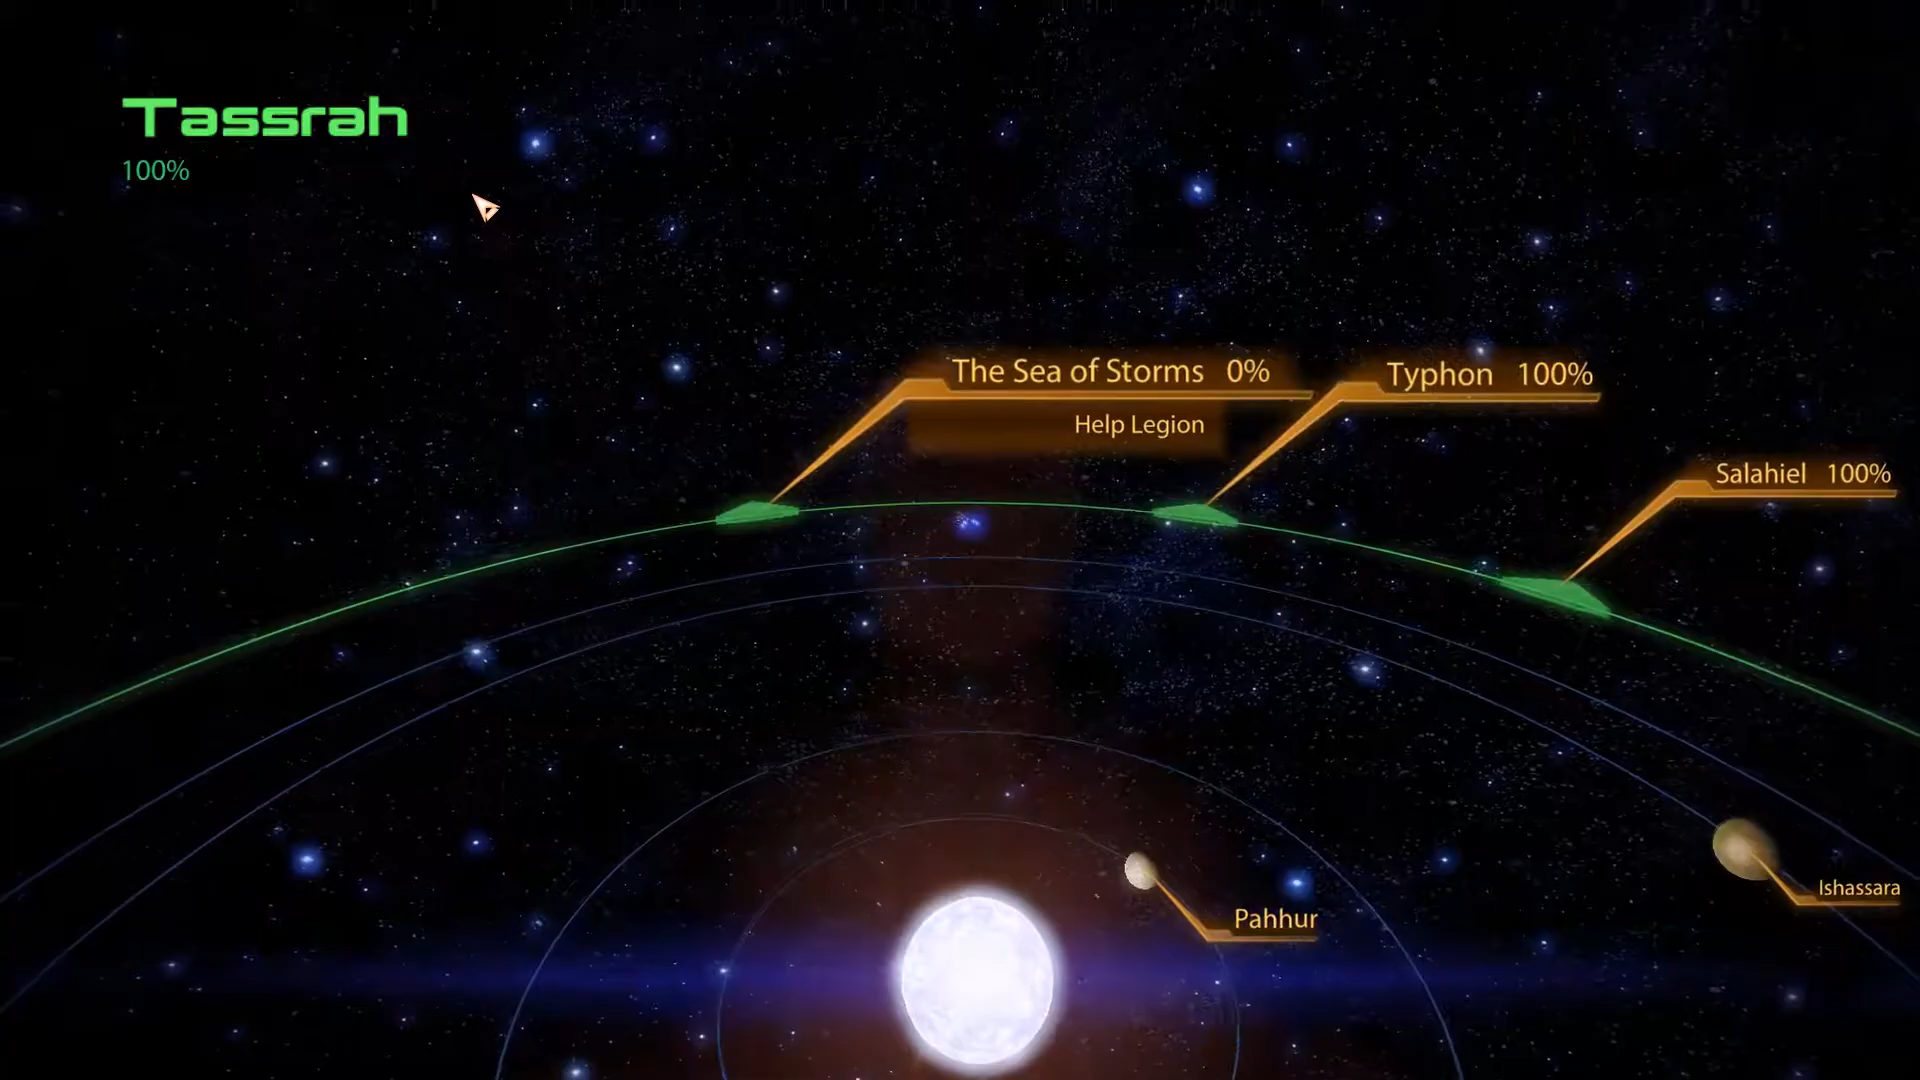 Tassrah
100%
The Sea of Storms 0%
Help Legion
Typhon 100%
Salahiel 100%
Ishassara
Pahhur